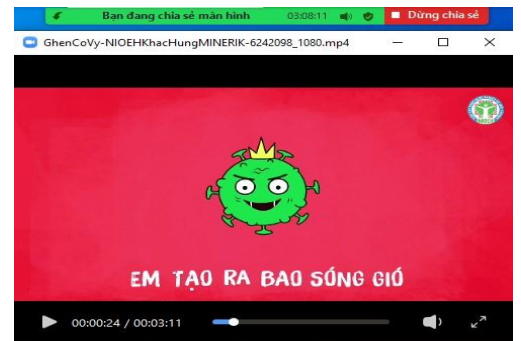 Bạn đang chia sẻ màn hình 03:08:11 Dừng chia sẻ
GhenCoVy-NIOEHKhacHungMINERIK-6242098_1080.mp4
EM TẠO RA BAO SÓNG GIÓ
00:00:24 / 00:03:11